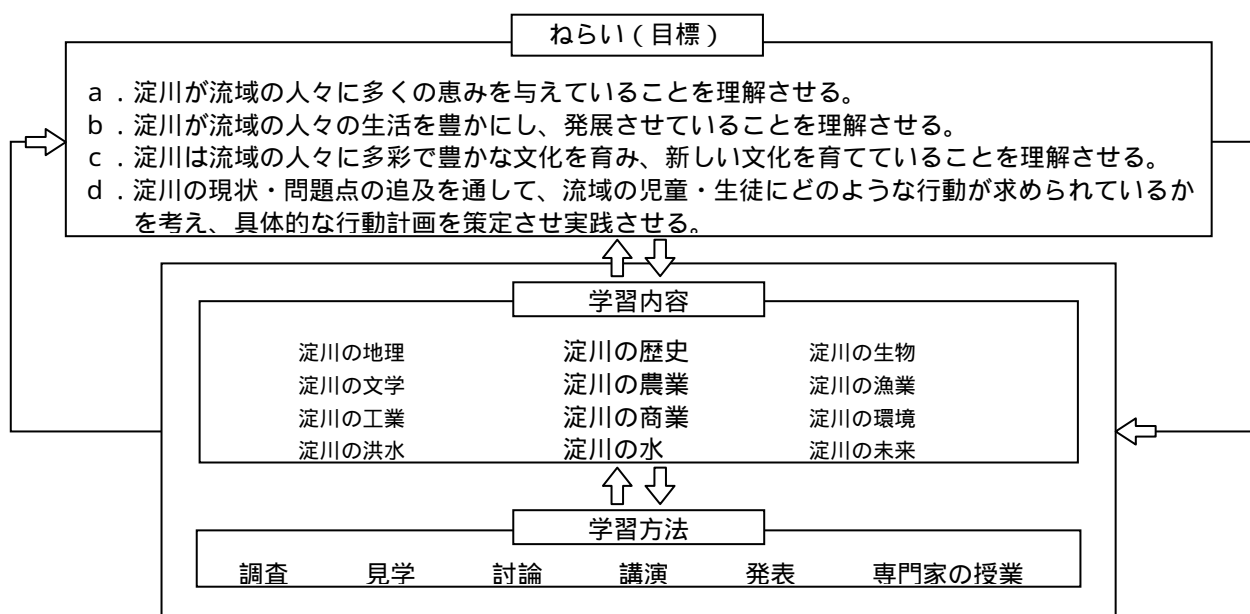 ねらい（目標）
ａ．淀川が流域の人々に多くの恵みを与えていることを理解させる。
ｂ．淀川が流域の人々の生活を豊かにし、発展させていることを理解させる。
ｃ．淀川は流域の人々に多彩で豊かな文化を育み、新しい文化を育てていることを理解させる。
ｄ．淀川の現状・問題点の追及を通して、流域の児童・生徒にどのような行動が求められているか
を考え、具体的な行動計画を策定させ実践させる。
学習内容
淀川の地理 淀川の歴史 淀川の生物
淀川の文学 淀川の農業 淀川の漁業
淀川の工業 淀川の商業 淀川の環境
淀川の洪水 淀川の水 淀川の未来
学習方法
調査 見学 討論 講演 発表 専門家の授業